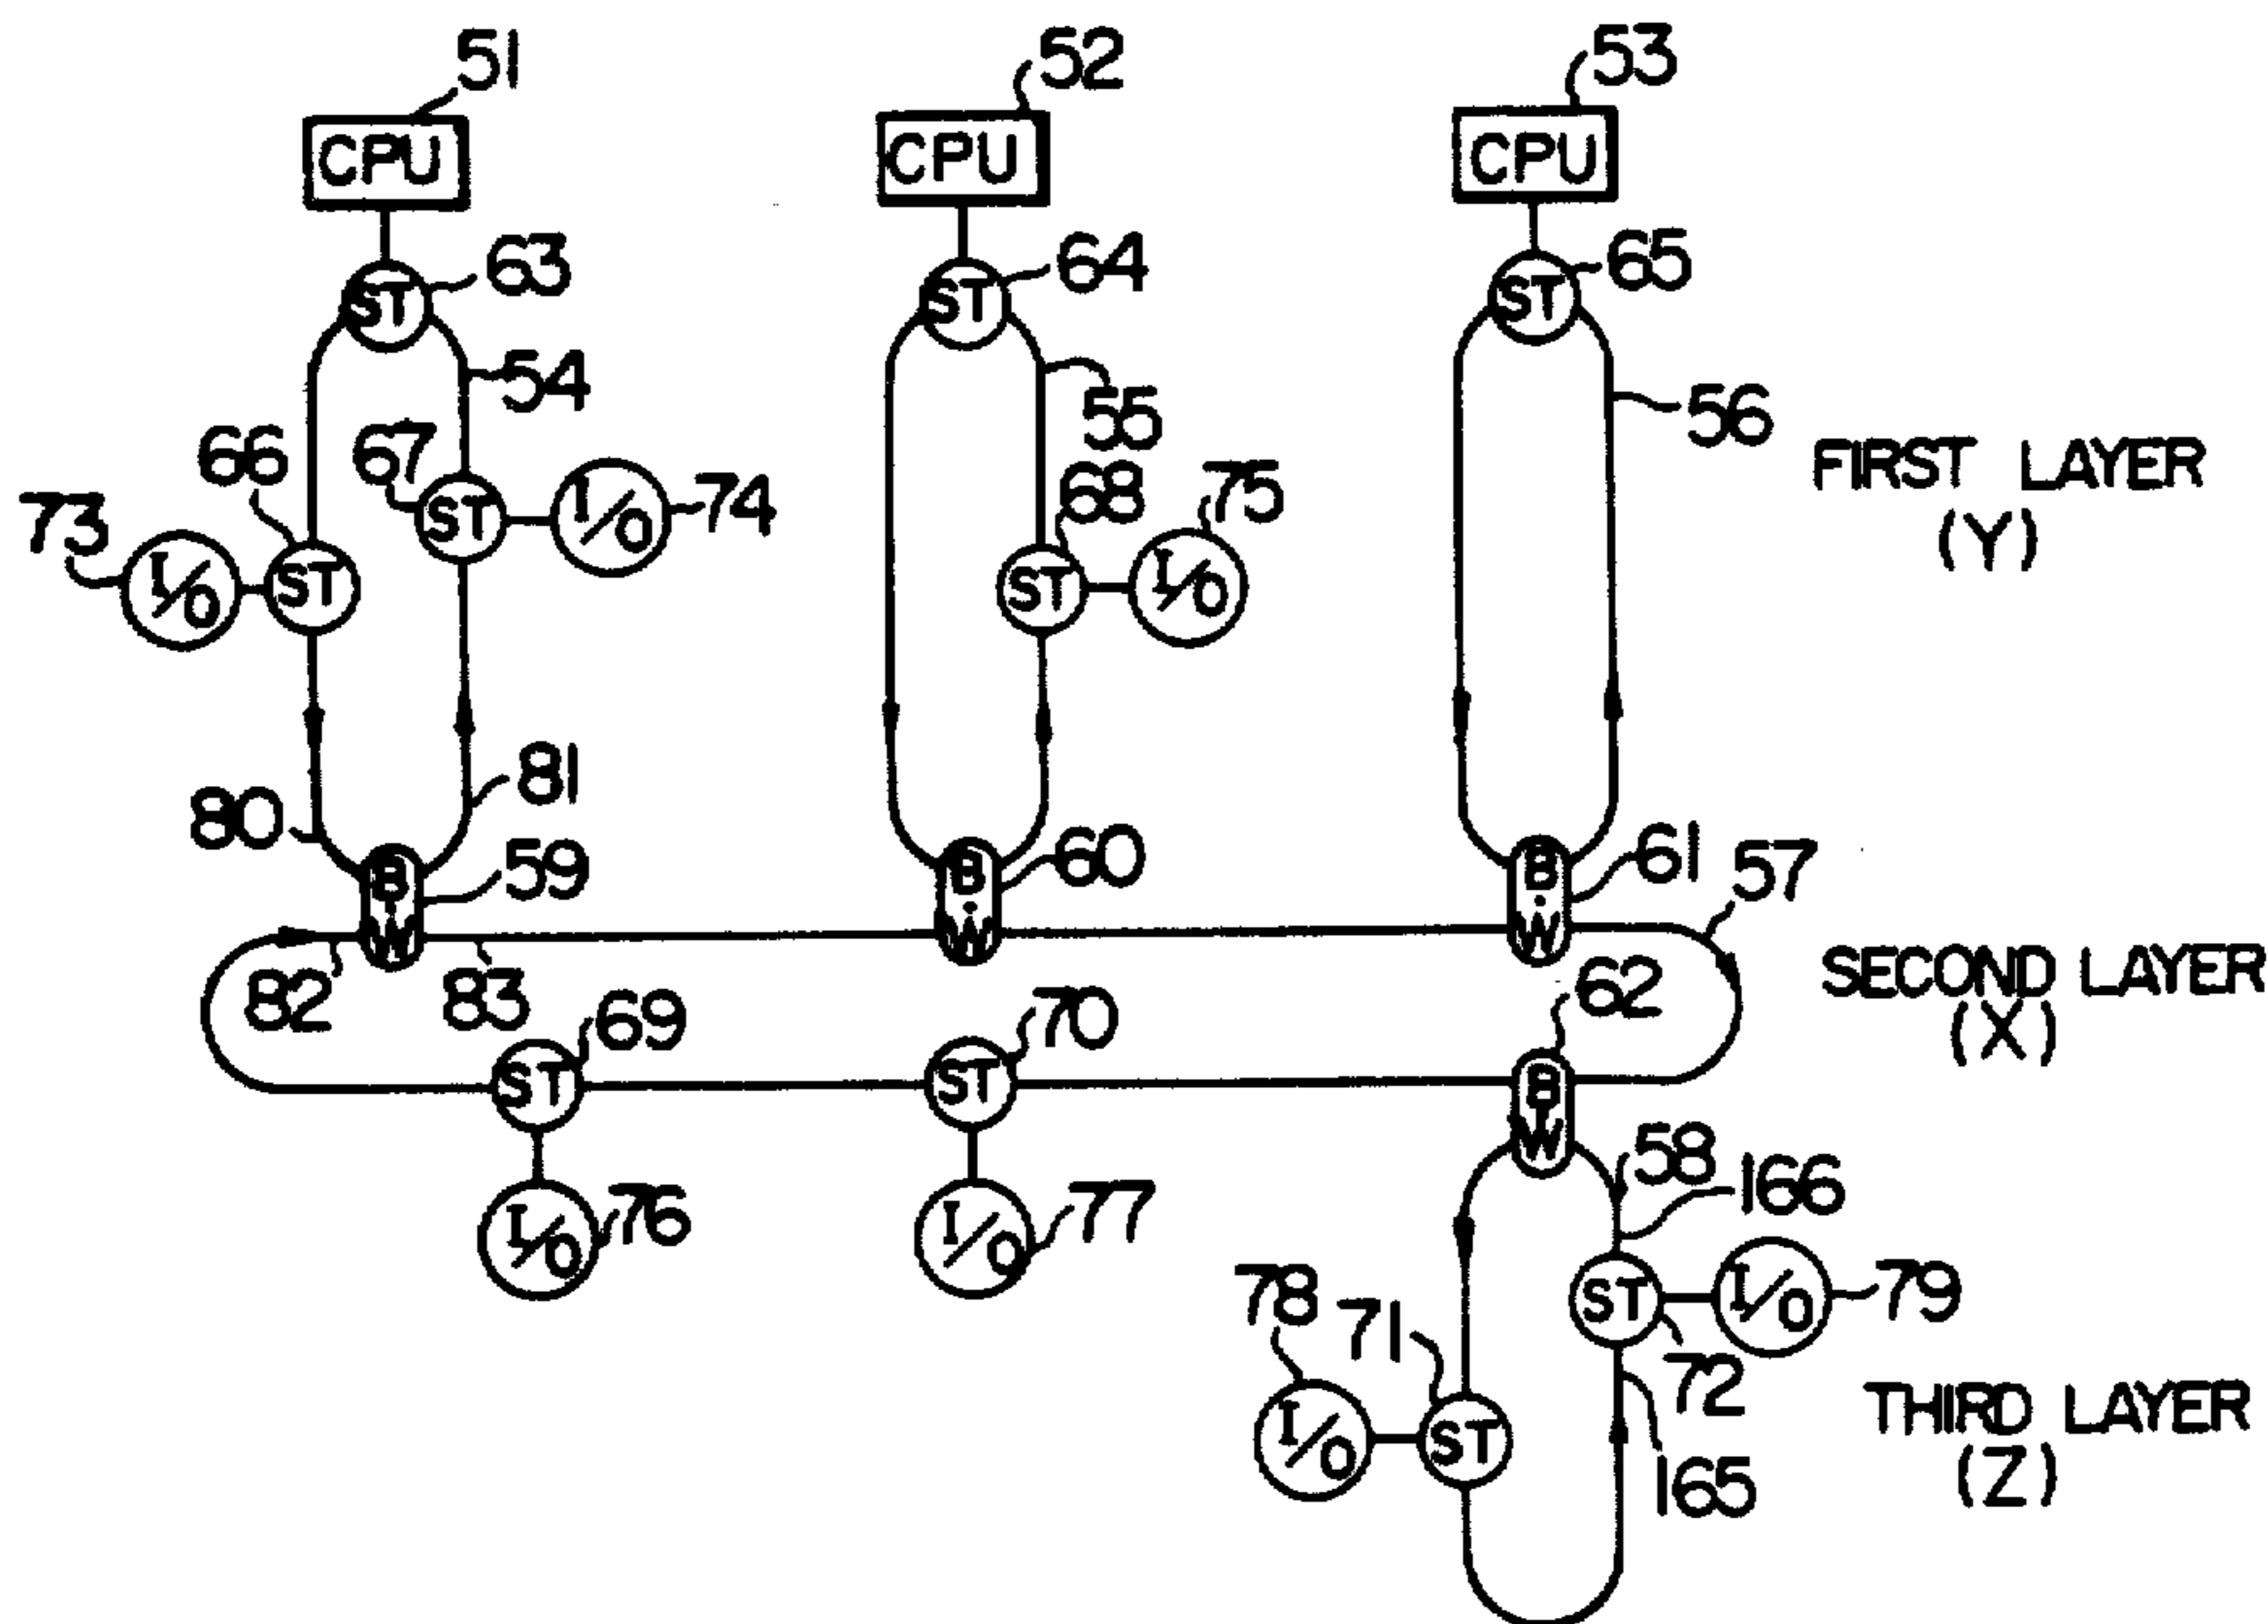 51
52
53
CPU
CPU
CPU
63
64
65
ST
ST
ST
54
55
56
66
67
74
68
75
FIRST LAYER
(Y)
73
ST
I/O
I/O
ST
ST
I/O
81
80
59
60
61
57
B
W
B
W
B
W
82
83
SECOND LAYER
(X)
62
69
70
ST
ST
B
W
58
166
76
77
I/O
I/O
78
71
ST
I/O
79
72
THIRD LAYER
(Z)
I/O
ST
165